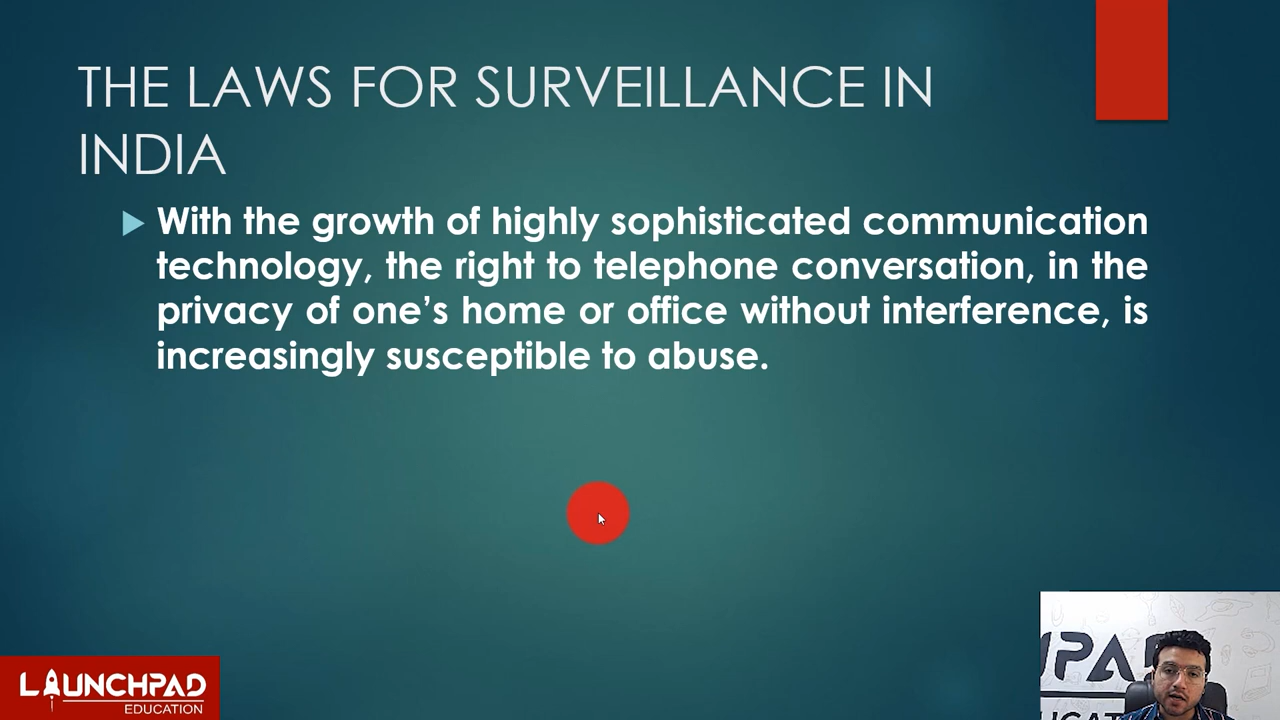 THE LAWS FOR SURVEILLANCE IN
INDIA
With the growth of highly sophisticated communication
technology, the right to telephone conversation, in the
privacy of one’s home or office without interference, is
increasingly susceptible to abuse.
LAUNCHPAD
EDUCATION